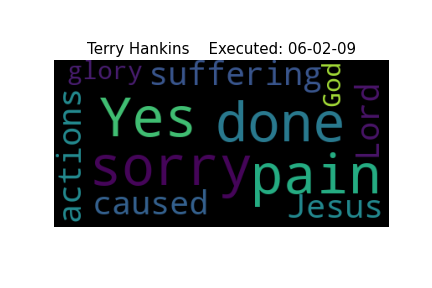 Terry Hankins    Executed: 06-02-09
glory
suffering
God
Lord
actions
Yes
done
sorry
pain
caused
Jesus